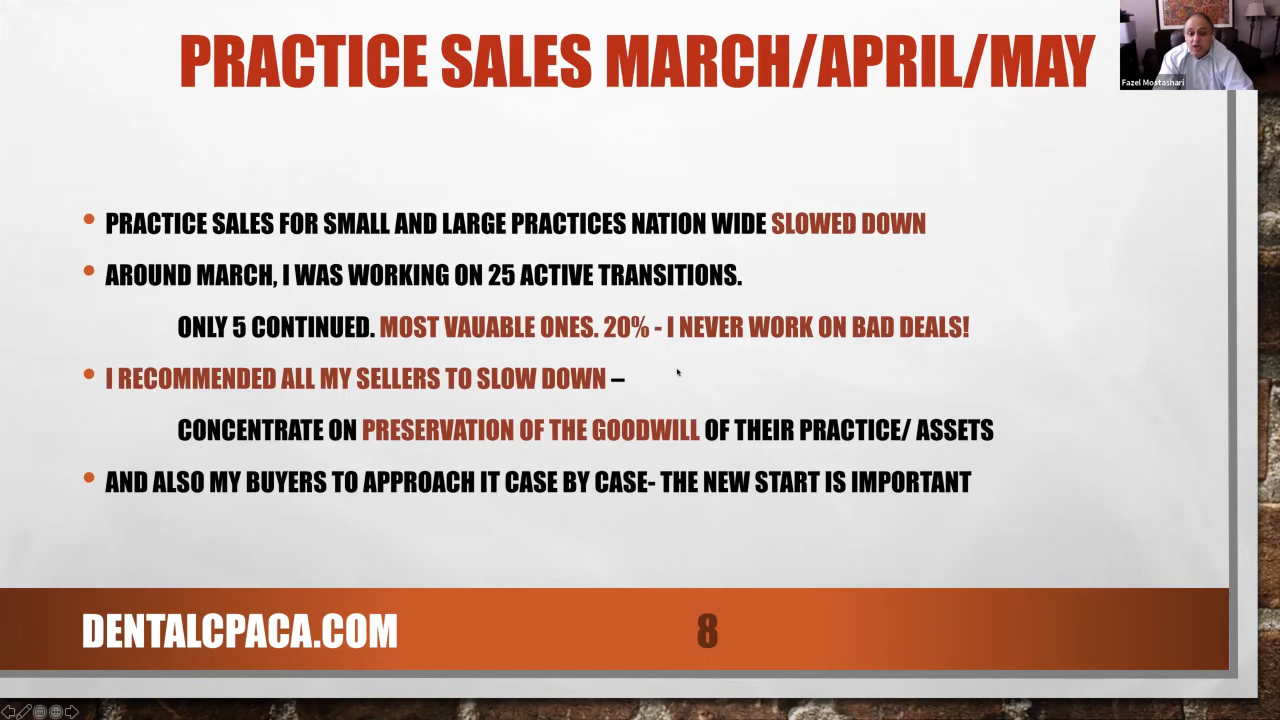 PRACTICE SALES MARCH/APRIL/MAY
Fazel Mostashari
• PRACTICE SALES FOR SMALL AND LARGE PRACTICES NATION WIDE SLOWED DOWN
• AROUND MARCH, I WAS WORKING ON 25 ACTIVE TRANSITIONS.
ONLY 5 CONTINUED. MOST VAUABLE ONES. 20% - I NEVER WORK ON BAD DEALS!
• I RECOMMENDED ALL MY SELLERS TO SLOW DOWN –
CONCENTRATE ON PRESERVATION OF THE GOODWILL OF THEIR PRACTICE/ ASSETS
• AND ALSO MY BUYERS TO APPROACH IT CASE BY CASE- THE NEW START IS IMPORTANT
DENTALCPACA.COM
8